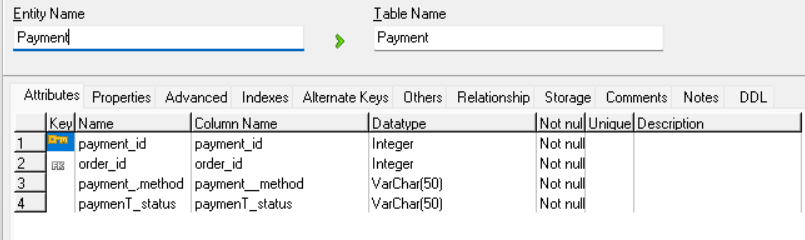 Entity Name Table Name
Payment Payment
Attributes Properties Advanced Indexes Alternate Keys Others Relationship Storage Comments Notes DDL
Key Name Column Name Datatype Not nul Unique Description
1 payment_id payment_id Integer Not null
2 FK order_id order_id Integer Not null
3 payment_,method payment__method VarChar(50) Not null
4 paymenT_status paymenT_status VarChar(50) Not null